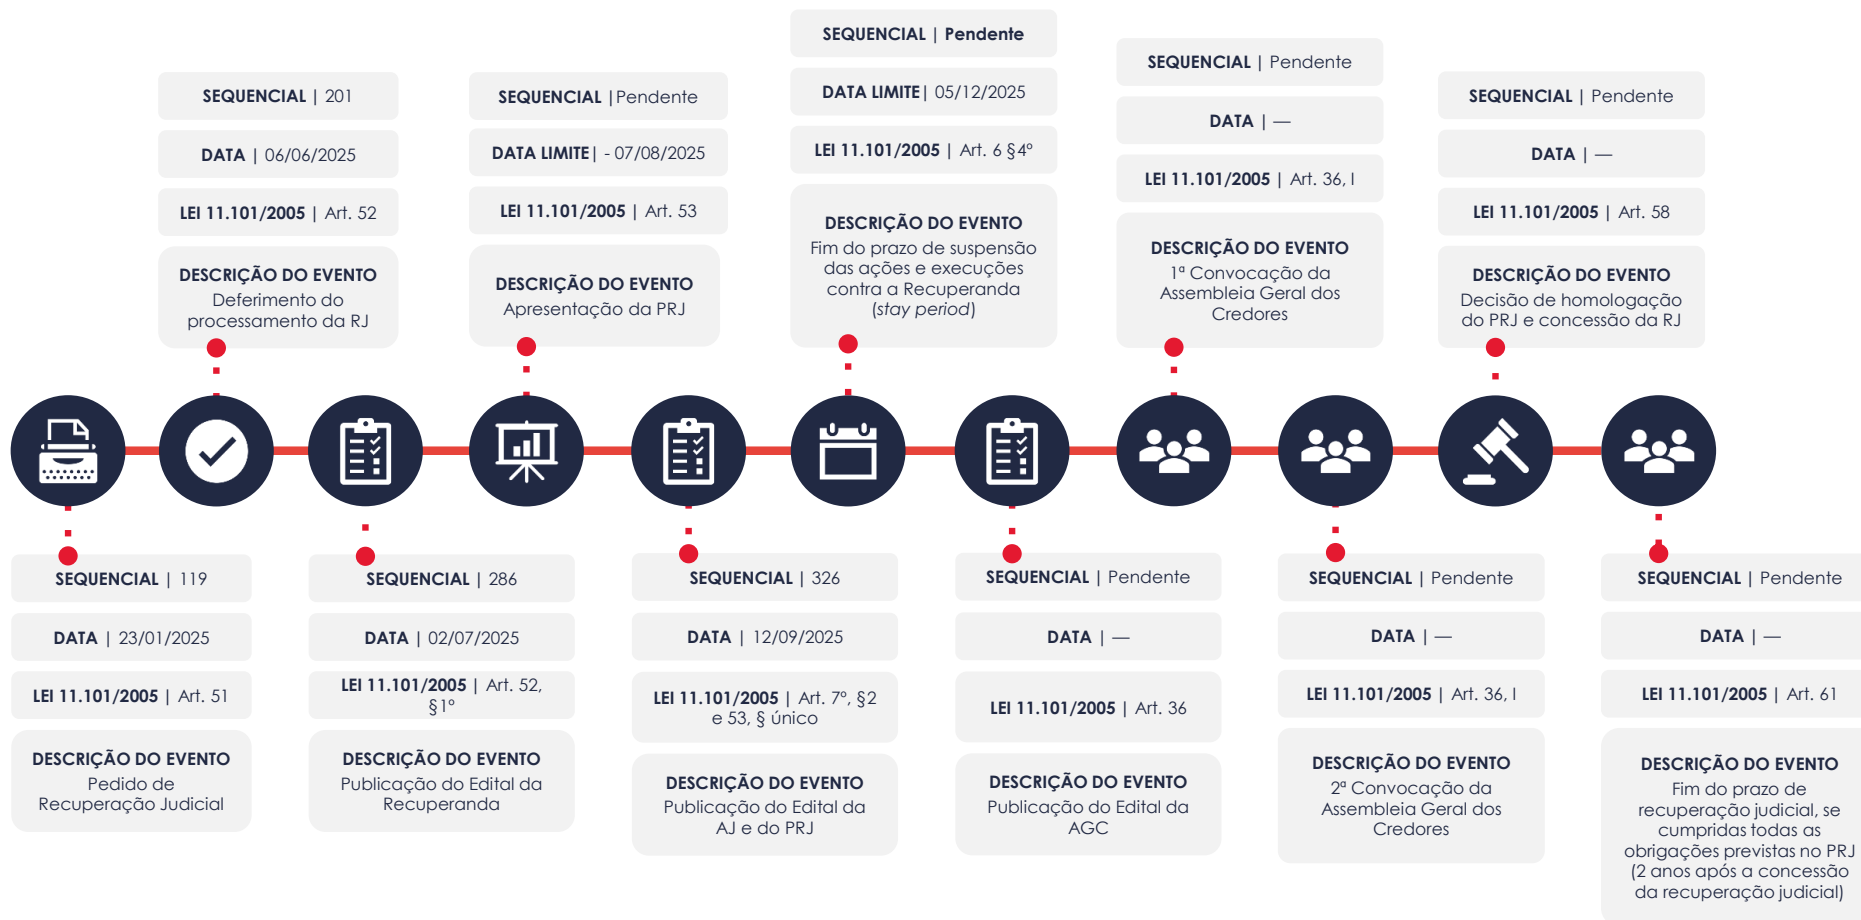 SEQUENCIAL | 201
DATA | 06/06/2025
LEI 11.101/2005 | Art. 52
DESCRIÇÃO DO EVENTO
Deferimento do
processamento da RJ
SEQUENCIAL |Pendente
DATA LIMITE| - 07/08/2025
LEI 11.101/2005 | Art. 53
DESCRIÇÃO DO EVENTO
Apresentação da PRJ
SEQUENCIAL | Pendente
DATA LIMITE| 05/12/2025
LEI 11.101/2005 | Art. 6 §4º
DESCRIÇÃO DO EVENTO
Fim do prazo de suspensão
das ações e execuções
contra a Recuperanda
(stay period)
SEQUENCIAL | Pendente
DATA | —
LEI 11.101/2005 | Art. 36, I
DESCRIÇÃO DO EVENTO
1ª Convocação da
Assembleia Geral dos
Credores
SEQUENCIAL | Pendente
DATA | —
LEI 11.101/2005 | Art. 58
DESCRIÇÃO DO EVENTO
Decisão de homologação
do PRJ e concessão da RJ
SEQUENCIAL | 119
DATA | 23/01/2025
LEI 11.101/2005 | Art. 51
DESCRIÇÃO DO EVENTO
Pedido de
Recuperação Judicial
SEQUENCIAL | 286
DATA | 02/07/2025
LEI 11.101/2005 | Art. 52,
§1º
DESCRIÇÃO DO EVENTO
Publicação do Edital da
Recuperanda
SEQUENCIAL | 326
DATA | 12/09/2025
LEI 11.101/2005 | Art. 7º, §2
e 53, § único
DESCRIÇÃO DO EVENTO
Publicação do Edital da
AJ e do PRJ
SEQUENCIAL | Pendente
DATA | —
LEI 11.101/2005 | Art. 36
DESCRIÇÃO DO EVENTO
Publicação do Edital da
AGC
SEQUENCIAL | Pendente
DATA | —
LEI 11.101/2005 | Art. 36, I
DESCRIÇÃO DO EVENTO
2ª Convocação da
Assembleia Geral dos
Credores
SEQUENCIAL | Pendente
DATA | —
LEI 11.101/2005 | Art. 61
DESCRIÇÃO DO EVENTO
Fim do prazo de
recuperação judicial, se
cumpridas todas as
obrigações previstas no PRJ
(2 anos após a concessão
da recuperação judicial)